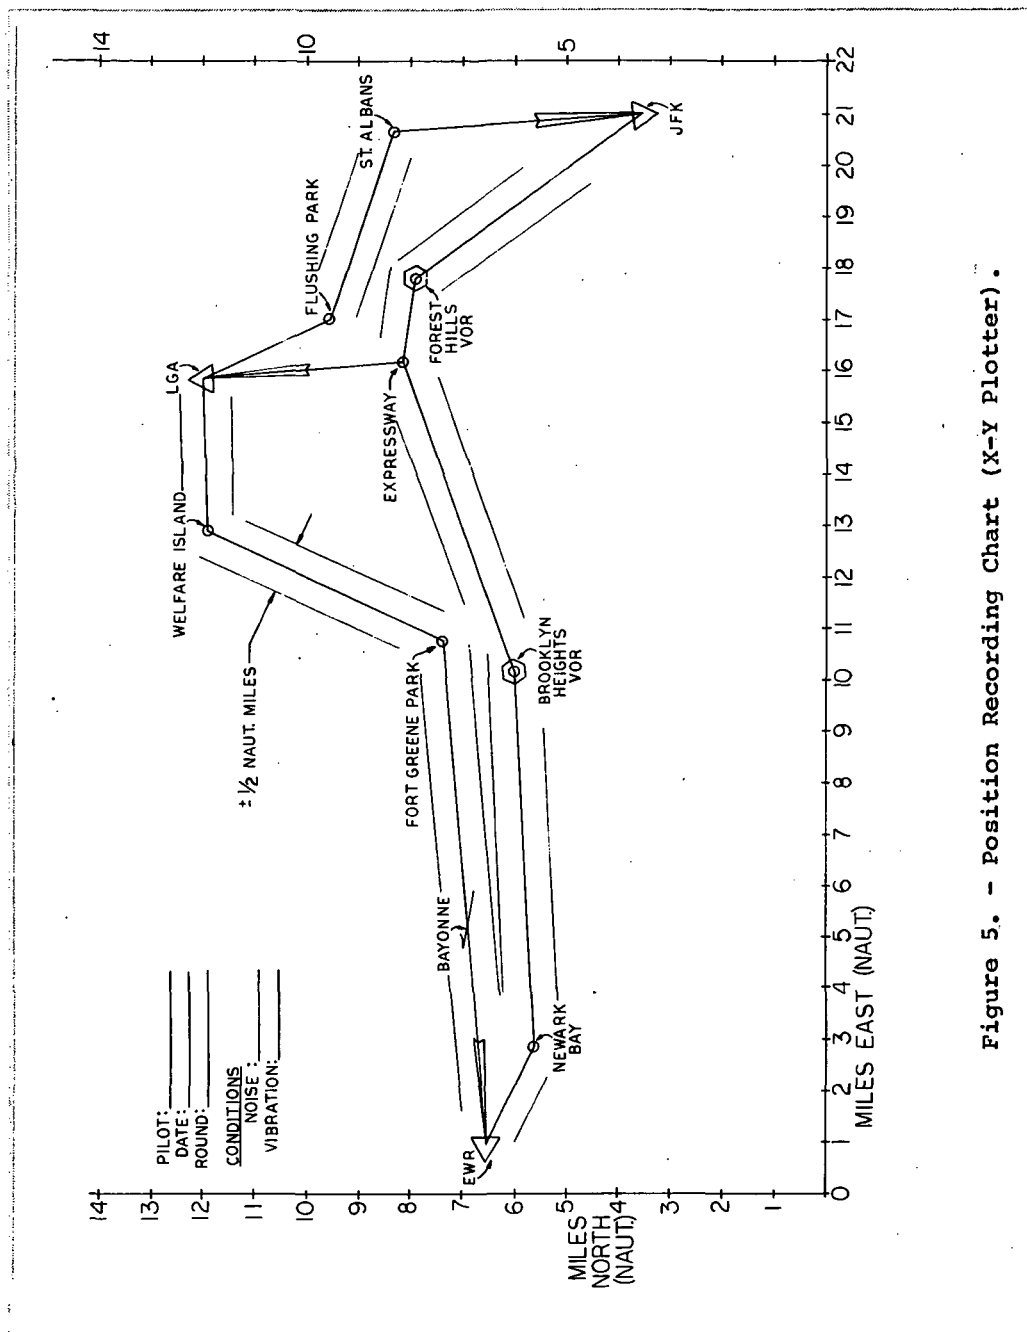 PILOT:
DATE:
ROUND:
CONDITIONS
NOISE :
VIBRATION:
14
13
12
11
10
9
8
7
6
5
4
3
2
1
MILES
NORTH
(NAUT.)
14
10
5
LGA
WELFARE ISLAND
FLUSHING PARK
ST. ALBANS
± 1/2 NAUT. MILES
EXPRESSWAY
FOREST
HILLS
VOR
JFK
FORT GREENE PARK
BAYONNE
BROOKLYN
HEIGHTS
VOR
EWR
NEWARK
BAY
0 1 2 3 4 5 6 7 8 9 10 11 12 13 14 15 16 17 18 19 20 21 22
MILES EAST (NAUT.)
Figure 5. - Position Recording Chart (X-Y Plotter).